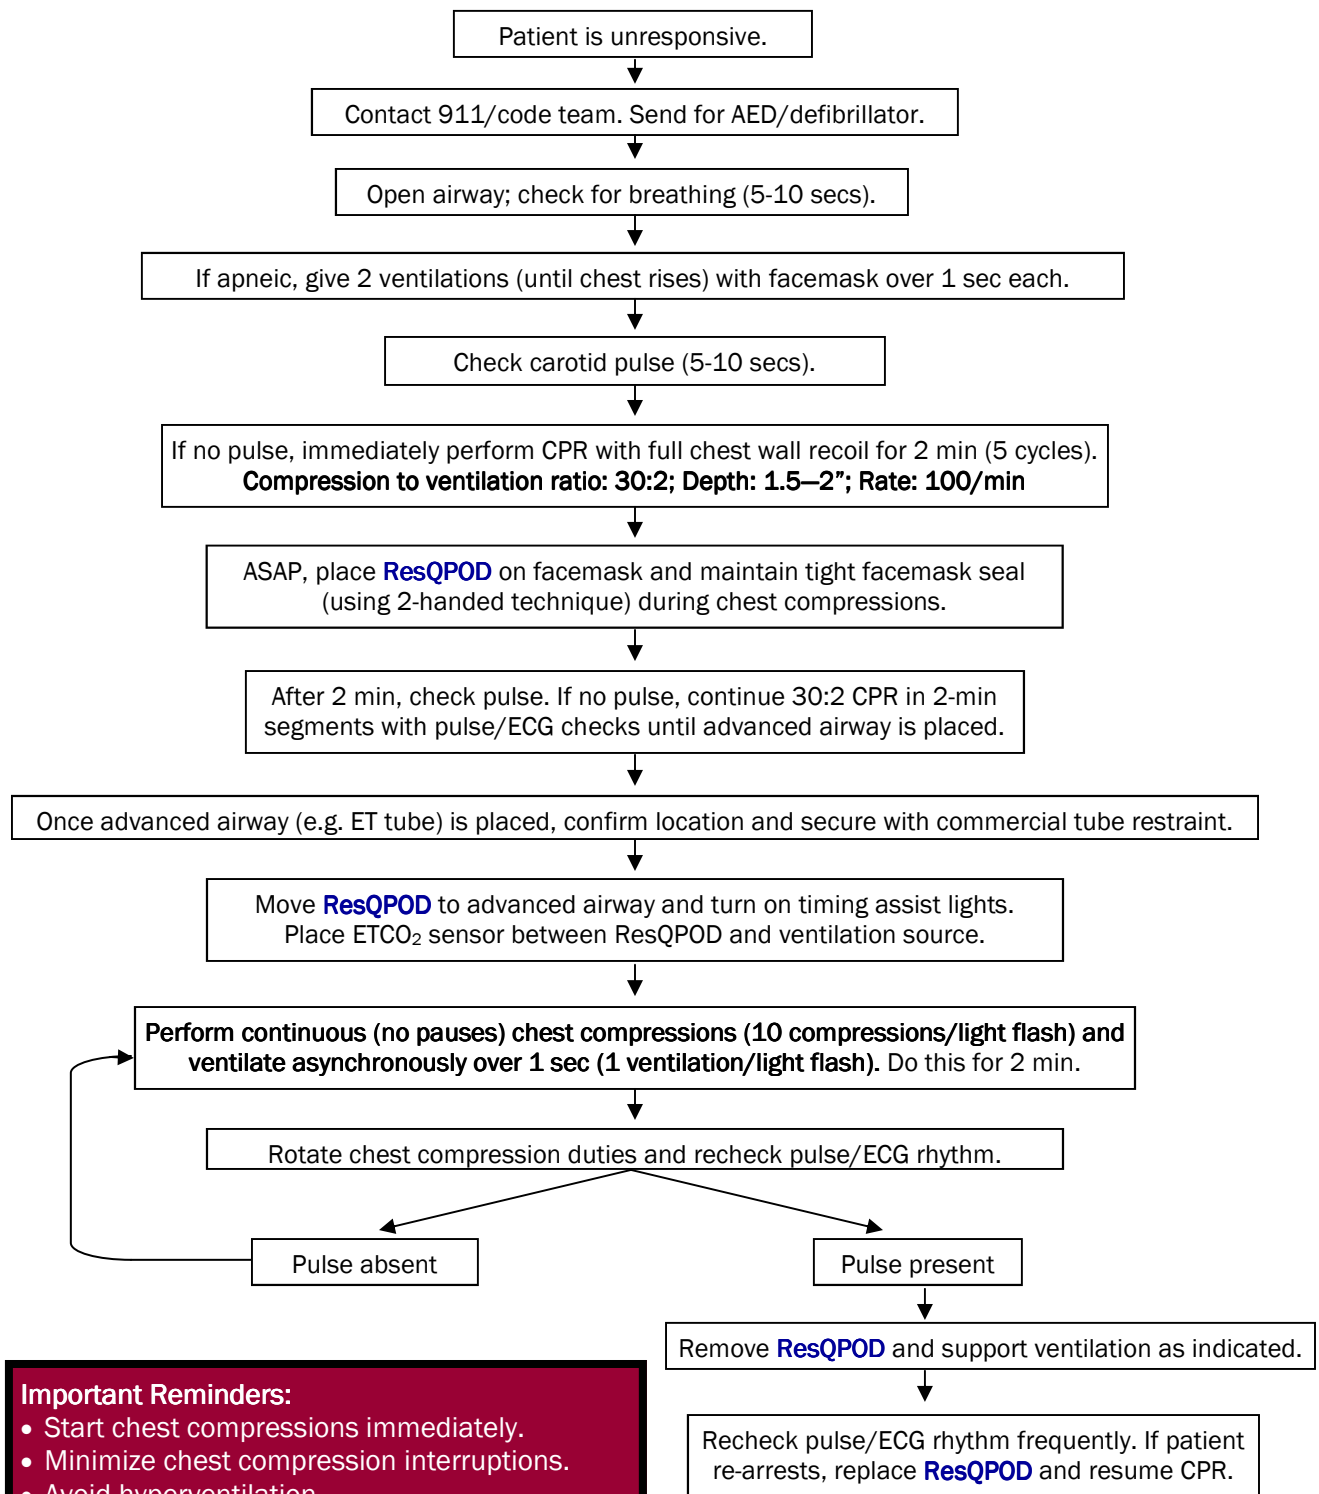 Patient is unresponsive.
Contact 911/code team. Send for AED/defibrillator.
Open airway; check for breathing (5-10 secs).
If apneic, give 2 ventilations (until chest rises) with facemask over 1 sec each.
Check carotid pulse (5-10 secs).
If no pulse, immediately perform CPR with full chest wall recoil for 2 min (5 cycles).
Compression to ventilation ratio: 30:2; Depth: 1.5—2”; Rate: 100/min
ASAP, place ResQPOD on facemask and maintain tight facemask seal
(using 2-handed technique) during chest compressions.
After 2 min, check pulse. If no pulse, continue 30:2 CPR in 2-min
segments with pulse/ECG checks until advanced airway is placed.
Once advanced airway (e.g. ET tube) is placed, confirm location and secure with commercial tube restraint.
Move ResQPOD to advanced airway and turn on timing assist lights.
Place ETCO₂ sensor between ResQPOD and ventilation source.
Perform continuous (no pauses) chest compressions (10 compressions/light flash) and
ventilate asynchronously over 1 sec (1 ventilation/light flash). Do this for 2 min.
Rotate chest compression duties and recheck pulse/ECG rhythm.
Pulse absent
Pulse present
Remove ResQPOD and support ventilation as indicated.
Recheck pulse/ECG rhythm frequently. If patient
re-arrests, replace ResQPOD and resume CPR.
Important Reminders:
• Start chest compressions immediately.
• Minimize chest compression interruptions.
• Avoid hyperventilation